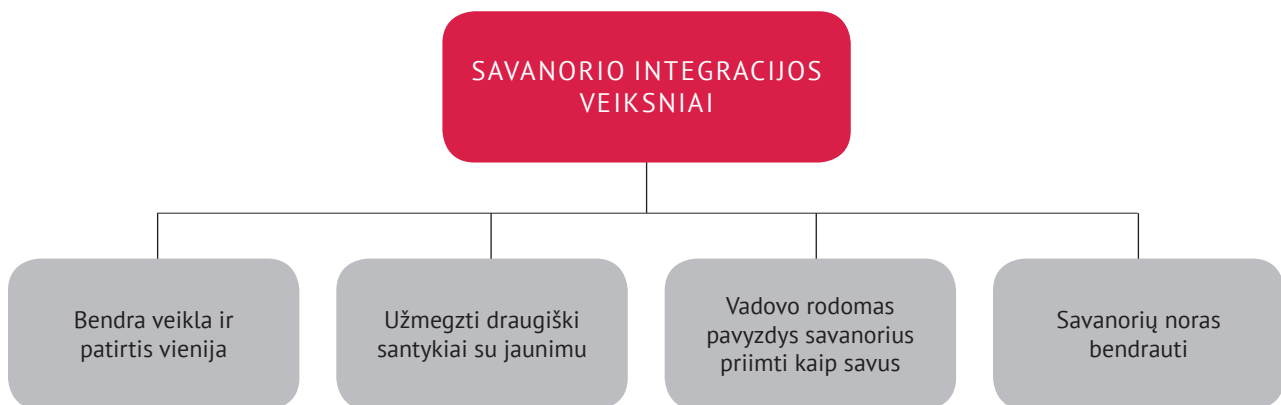 SAVANORIO INTEGRACIJOS
VEIKSNIAI
Bendra veikla ir
patirtis vienija
Užmegzti draugiški
santykiai su jaunimu
Vadovo rodomas
pavyzdys savanorius
priimti kaip savus
Savanorių noras
bendrauti